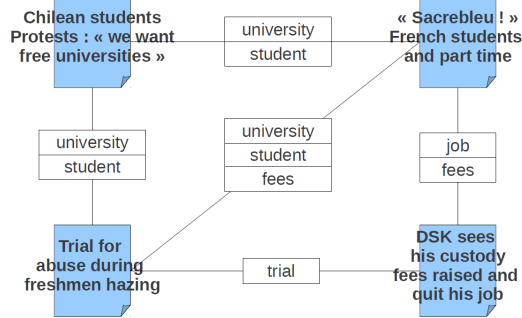 Chilean students
Protests : « we want
free universities »
university
student
« Sacrebleu ! »
French students
and part time
university
student
university
student
fees
job
fees
Trial for
abuse during
freshmen hazing
trial
DSK sees
his custody
fees raised and
quit his job